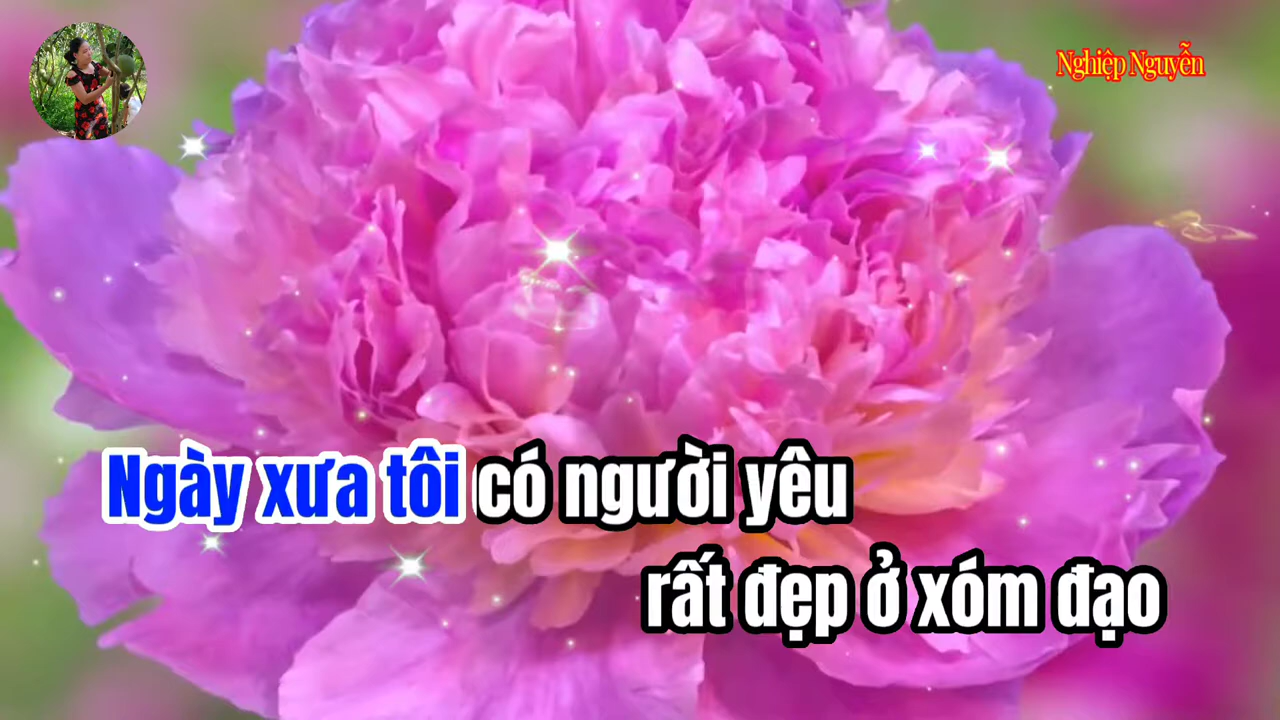 Nghiệp Nguyễn
Ngày xưa tôi có người yêu
rất đẹp ở xóm đạo